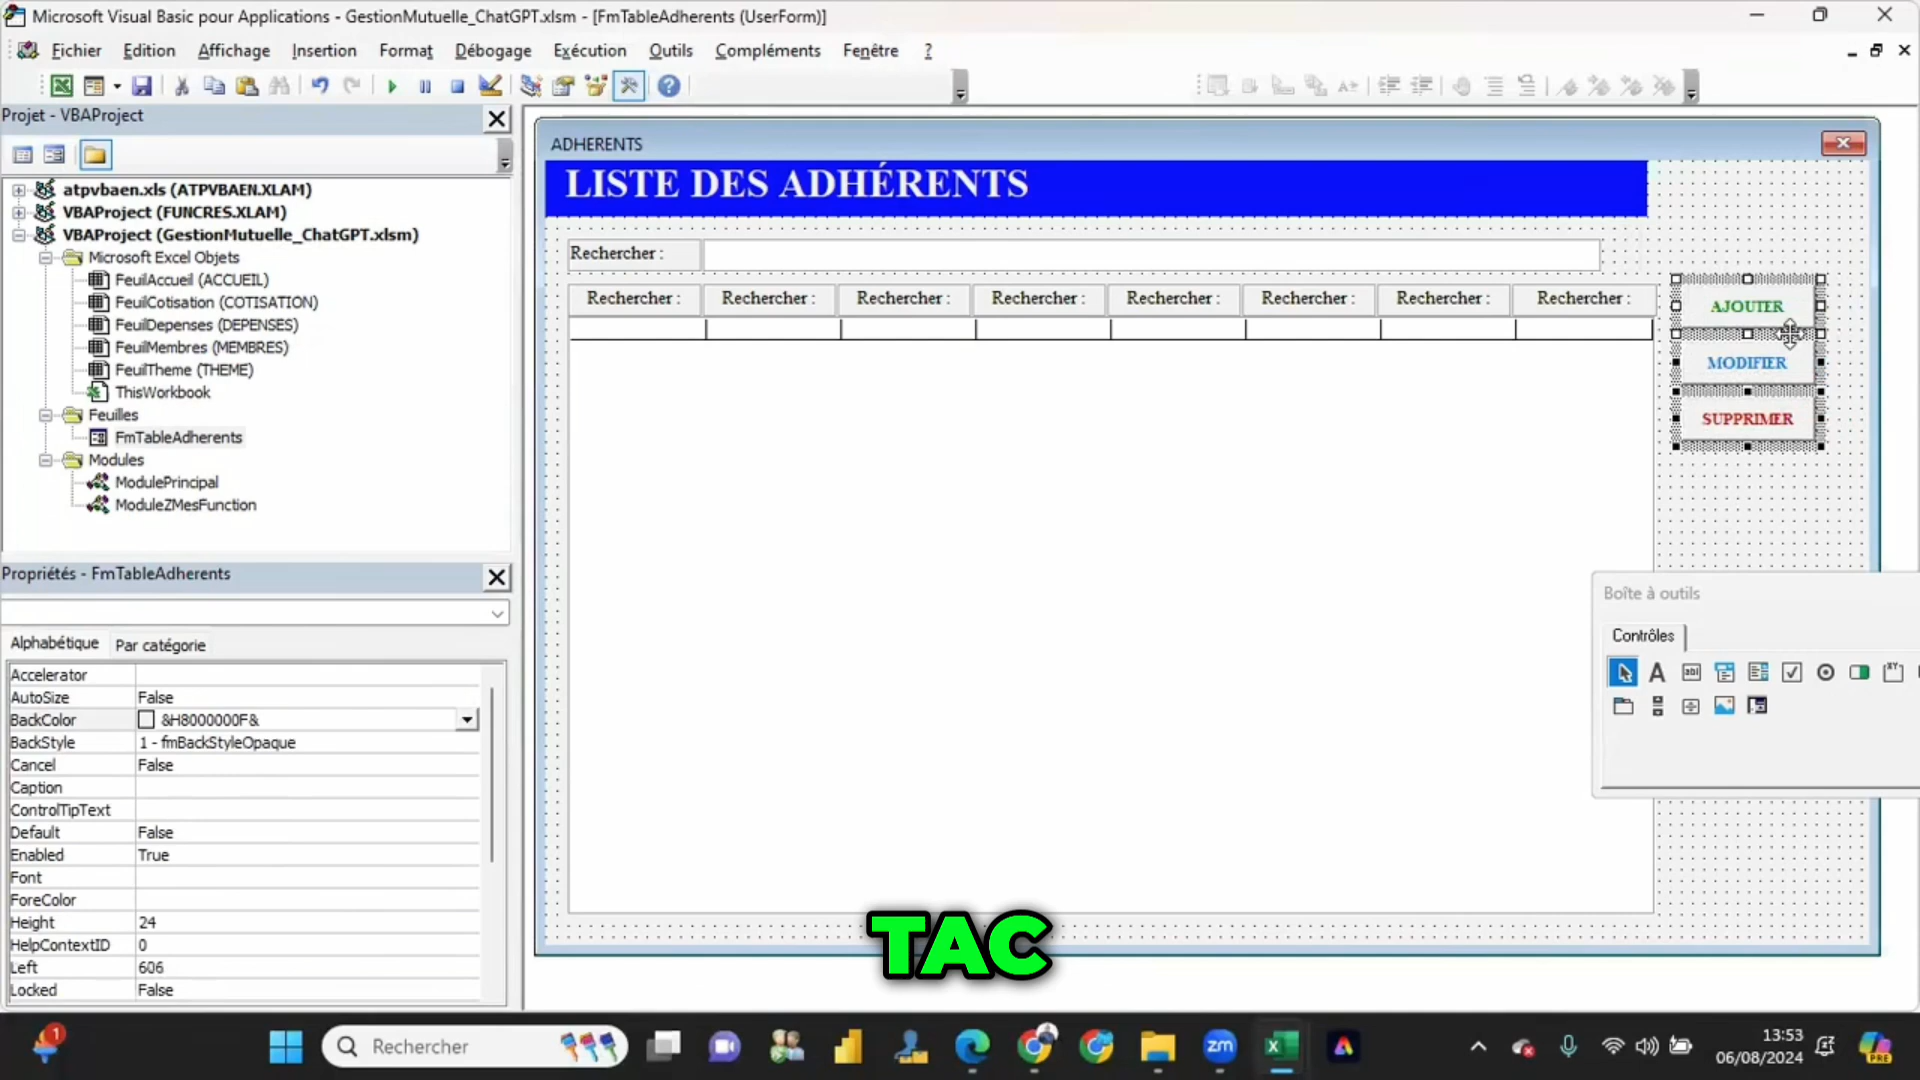 Microsoft Visual Basic pour Applications - GestionMutuelle_ChatGPT.xlsm - [FmTableAdherents (UserForm)]
Fichier Edition Affichage Insertion Format Débogage Exécution Outils Compléments Fenêtre ?
Projet - VBAProject
atpvbaen.xls (ATPVBAEN.XLAM)
VBAProject (FUNCRES.XLAM)
VBAProject (GestionMutuelle_ChatGPT.xlsm)
Microsoft Excel Objets
FeuilAccueil (ACCUEIL)
FeuilCotisation (COTISATION)
FeuilDepenses (DEPENSES)
FeuilMembres (MEMBRES)
FeuilTheme (THEME)
ThisWorkbook
Feuilles
FmTableAdherents
Modules
ModulePrincipal
ModuleZMesFunction
Propriétés - FmTableAdherents
Alphabétique Par catégorie
Accelerator
AutoSize False
BackColor &H8000000F&
BackStyle 1 - fmBackStyleOpaque
Cancel False
Caption
ControlTipText
Default False
Enabled True
Font
ForeColor
Height 24
HelpContextID 0
Left 606
Locked False
ADHERENTS
LISTE DES ADHÉRENTS
Rechercher :
Rechercher : Rechercher : Rechercher : Rechercher : Rechercher : Rechercher : Rechercher : Rechercher :
AJOUTER
MODIFIER
SUPPRIMER
Boîte à outils
Contrôles
TAC
1
Rechercher
zm
PRE
13:53
06/08/2024